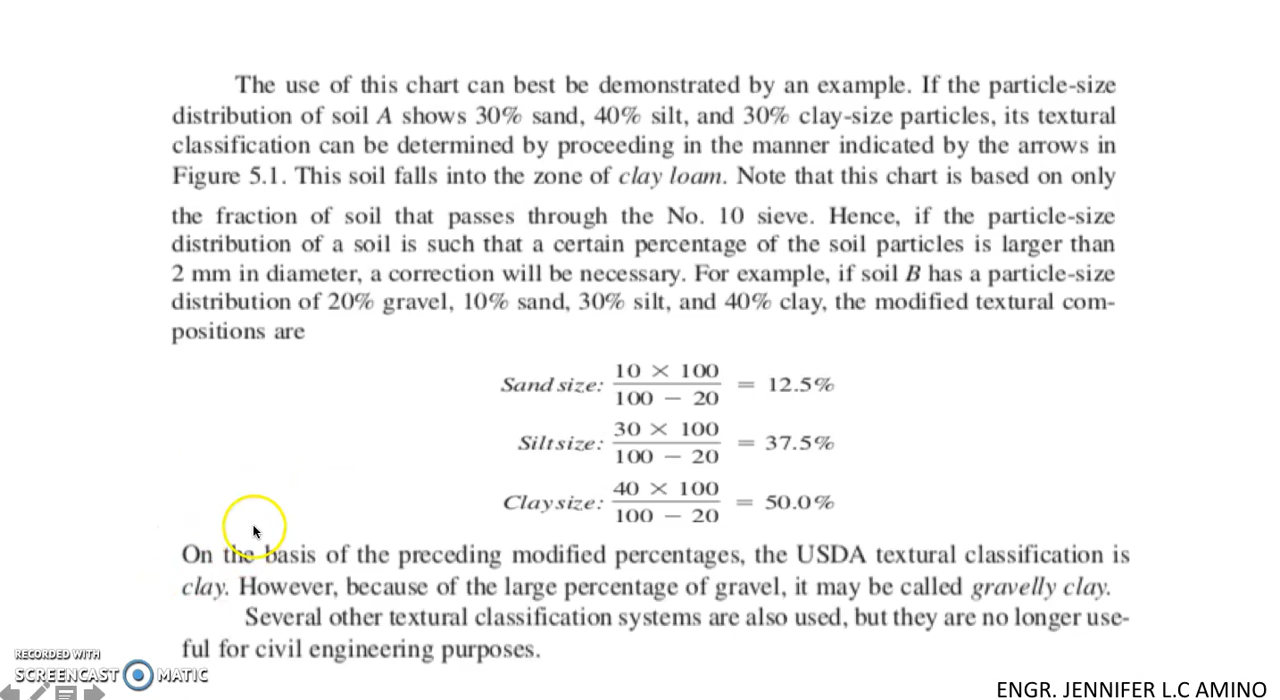 The use of this chart can best be demonstrated by an example. If the particle-size
distribution of soil A shows 30% sand, 40% silt, and 30% clay-size particles, its textural
classification can be determined by proceeding in the manner indicated by the arrows in
Figure 5.1. This soil falls into the zone of clay loam. Note that this chart is based on only
the fraction of soil that passes through the No. 10 sieve. Hence, if the particle-size
distribution of a soil is such that a certain percentage of the soil particles is larger than
2 mm in diameter, a correction will be necessary. For example, if soil B has a particle-size
distribution of 20% gravel, 10% sand, 30% silt, and 40% clay, the modified textural com-
positions are
Sand size: 10 × 100 / 100 − 20 = 12.5%
Silt size: 30 × 100 / 100 − 20 = 37.5%
Clay size: 40 × 100 / 100 − 20 = 50.0%
On the basis of the preceding modified percentages, the USDA textural classification is
clay. However, because of the large percentage of gravel, it may be called gravelly clay.
Several other textural classification systems are also used, but they are no longer use-
ful for civil engineering purposes.
RECORDED WITH
SCREENCAST MATIC
ENGR. JENNIFER L.C AMINO